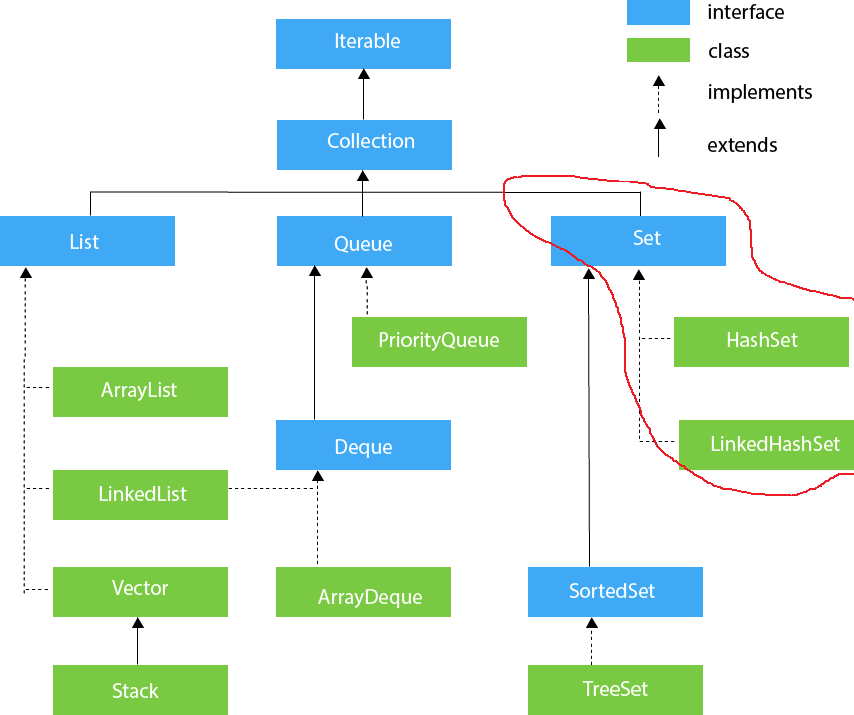 interface
Iterable
class
implements
Collection
extends
List
Queue
Set
PriorityQueue
HashSet
ArrayList
Deque
LinkedHashSet
LinkedList
Vector
ArrayDeque
SortedSet
Stack
TreeSet